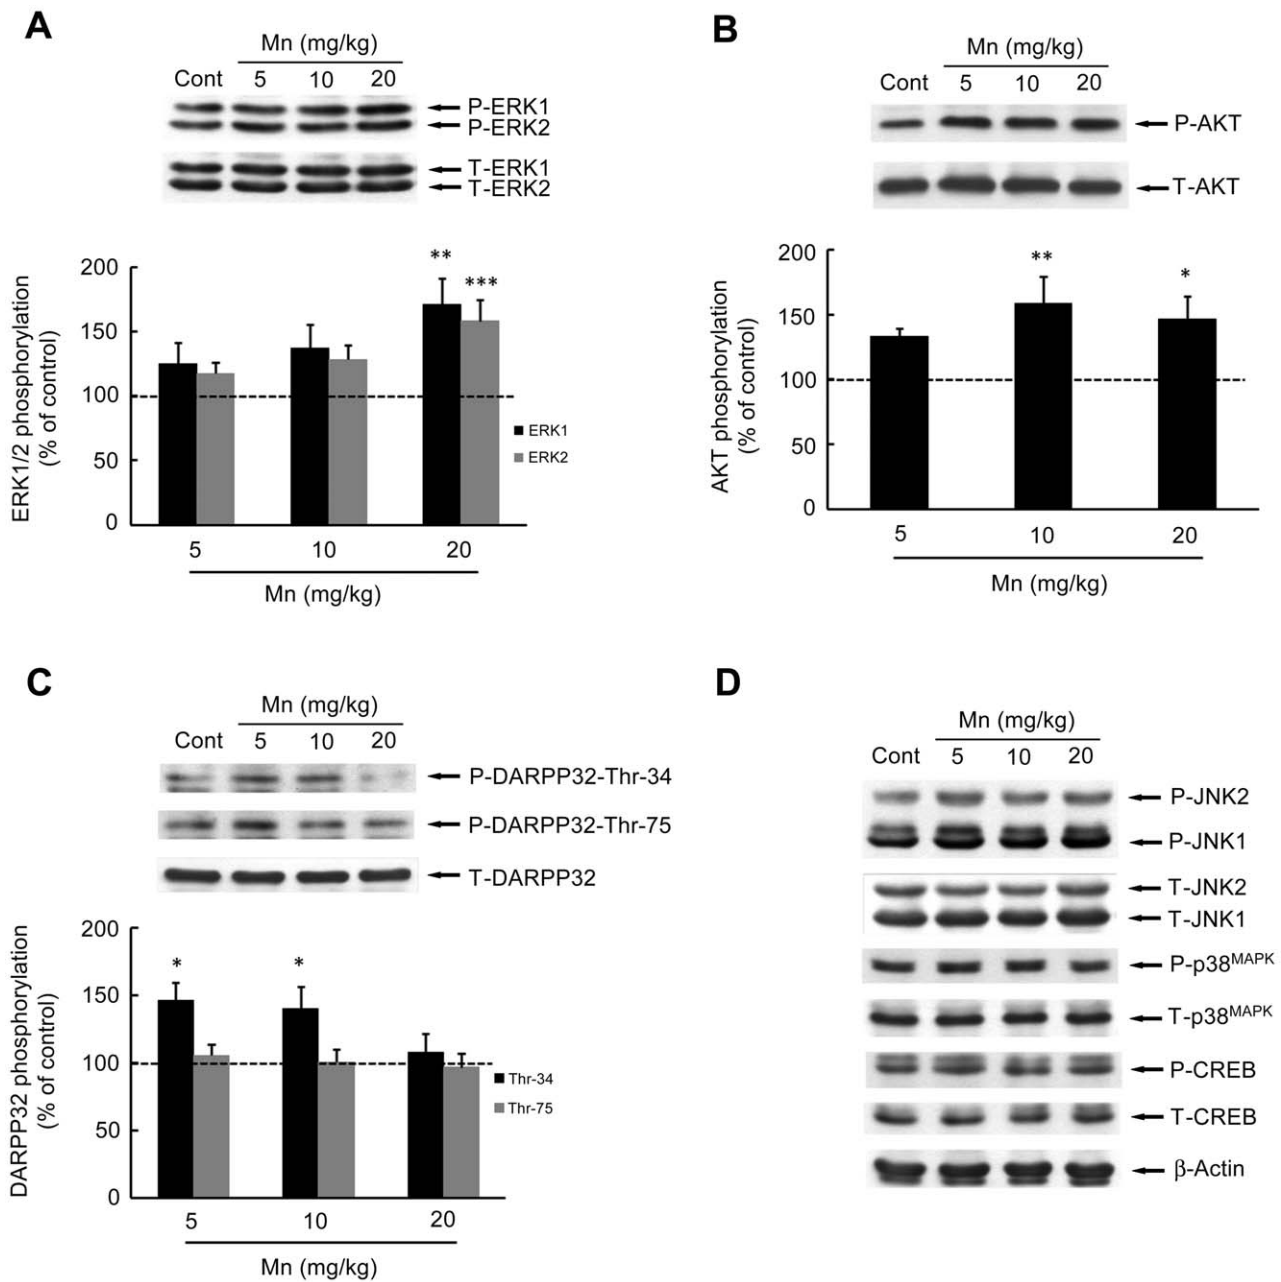 A
Mn (mg/kg)
Cont 5 10 20
P-ERK1
P-ERK2
T-ERK1
T-ERK2
ERK1/2 phosphorylation
(% of control)
200
150
100
50
0
** ***
ERK1
ERK2
5 10 20
Mn (mg/kg)
B
Mn (mg/kg)
Cont 5 10 20
P-AKT
T-AKT
AKT phosphorylation
(% of control)
200
150
100
50
0
** *
5 10 20
Mn (mg/kg)
C
Mn (mg/kg)
Cont 5 10 20
P-DARPP32-Thr-34
P-DARPP32-Thr-75
T-DARPP32
DARPP32 phosphorylation
(% of control)
200
150
100
50
0
* *
Thr-34
Thr-75
5 10 20
Mn (mg/kg)
D
Mn (mg/kg)
Cont 5 10 20
P-JNK2
P-JNK1
T-JNK2
T-JNK1
P-p38MAPK
T-p38MAPK
P-CREB
T-CREB
β-Actin